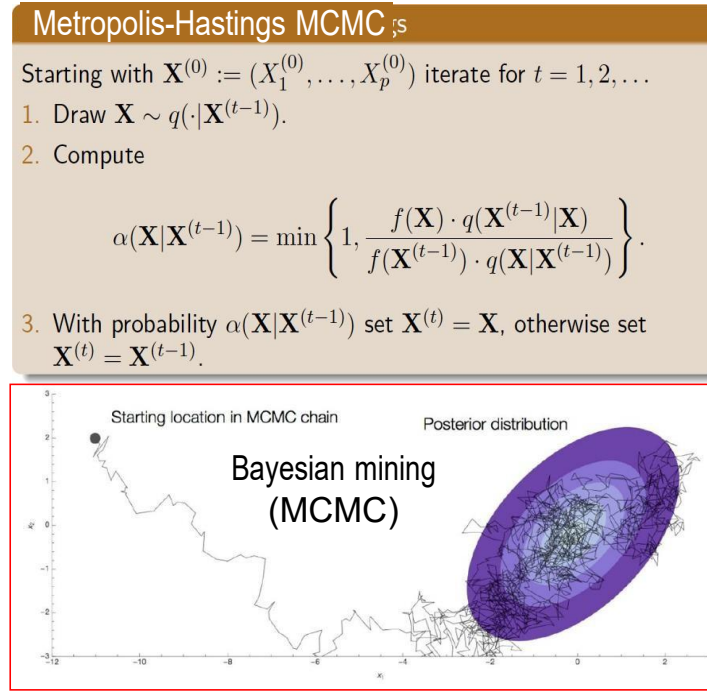 Metropolis-Hastings MCMC gs
Starting with X^(0) := (X_1^(0), . . . , X_p^(0)) iterate for t = 1, 2, . . .
1. Draw X ∼ q(·|X^(t−1)).
2. Compute
α(X|X^(t−1)) = min { 1, f(X) · q(X^(t−1)|X) / f(X^(t−1)) · q(X|X^(t−1)) } .
3. With probability α(X|X^(t−1)) set X^(t) = X, otherwise set
X^(t) = X^(t−1).
3
Starting location in MCMC chain
Posterior distribution
2
Bayesian mining
1
(MCMC)
0
x₂
−1
−2
−3
−12 −10 −8 −6 −4 −2 0 2
x₁